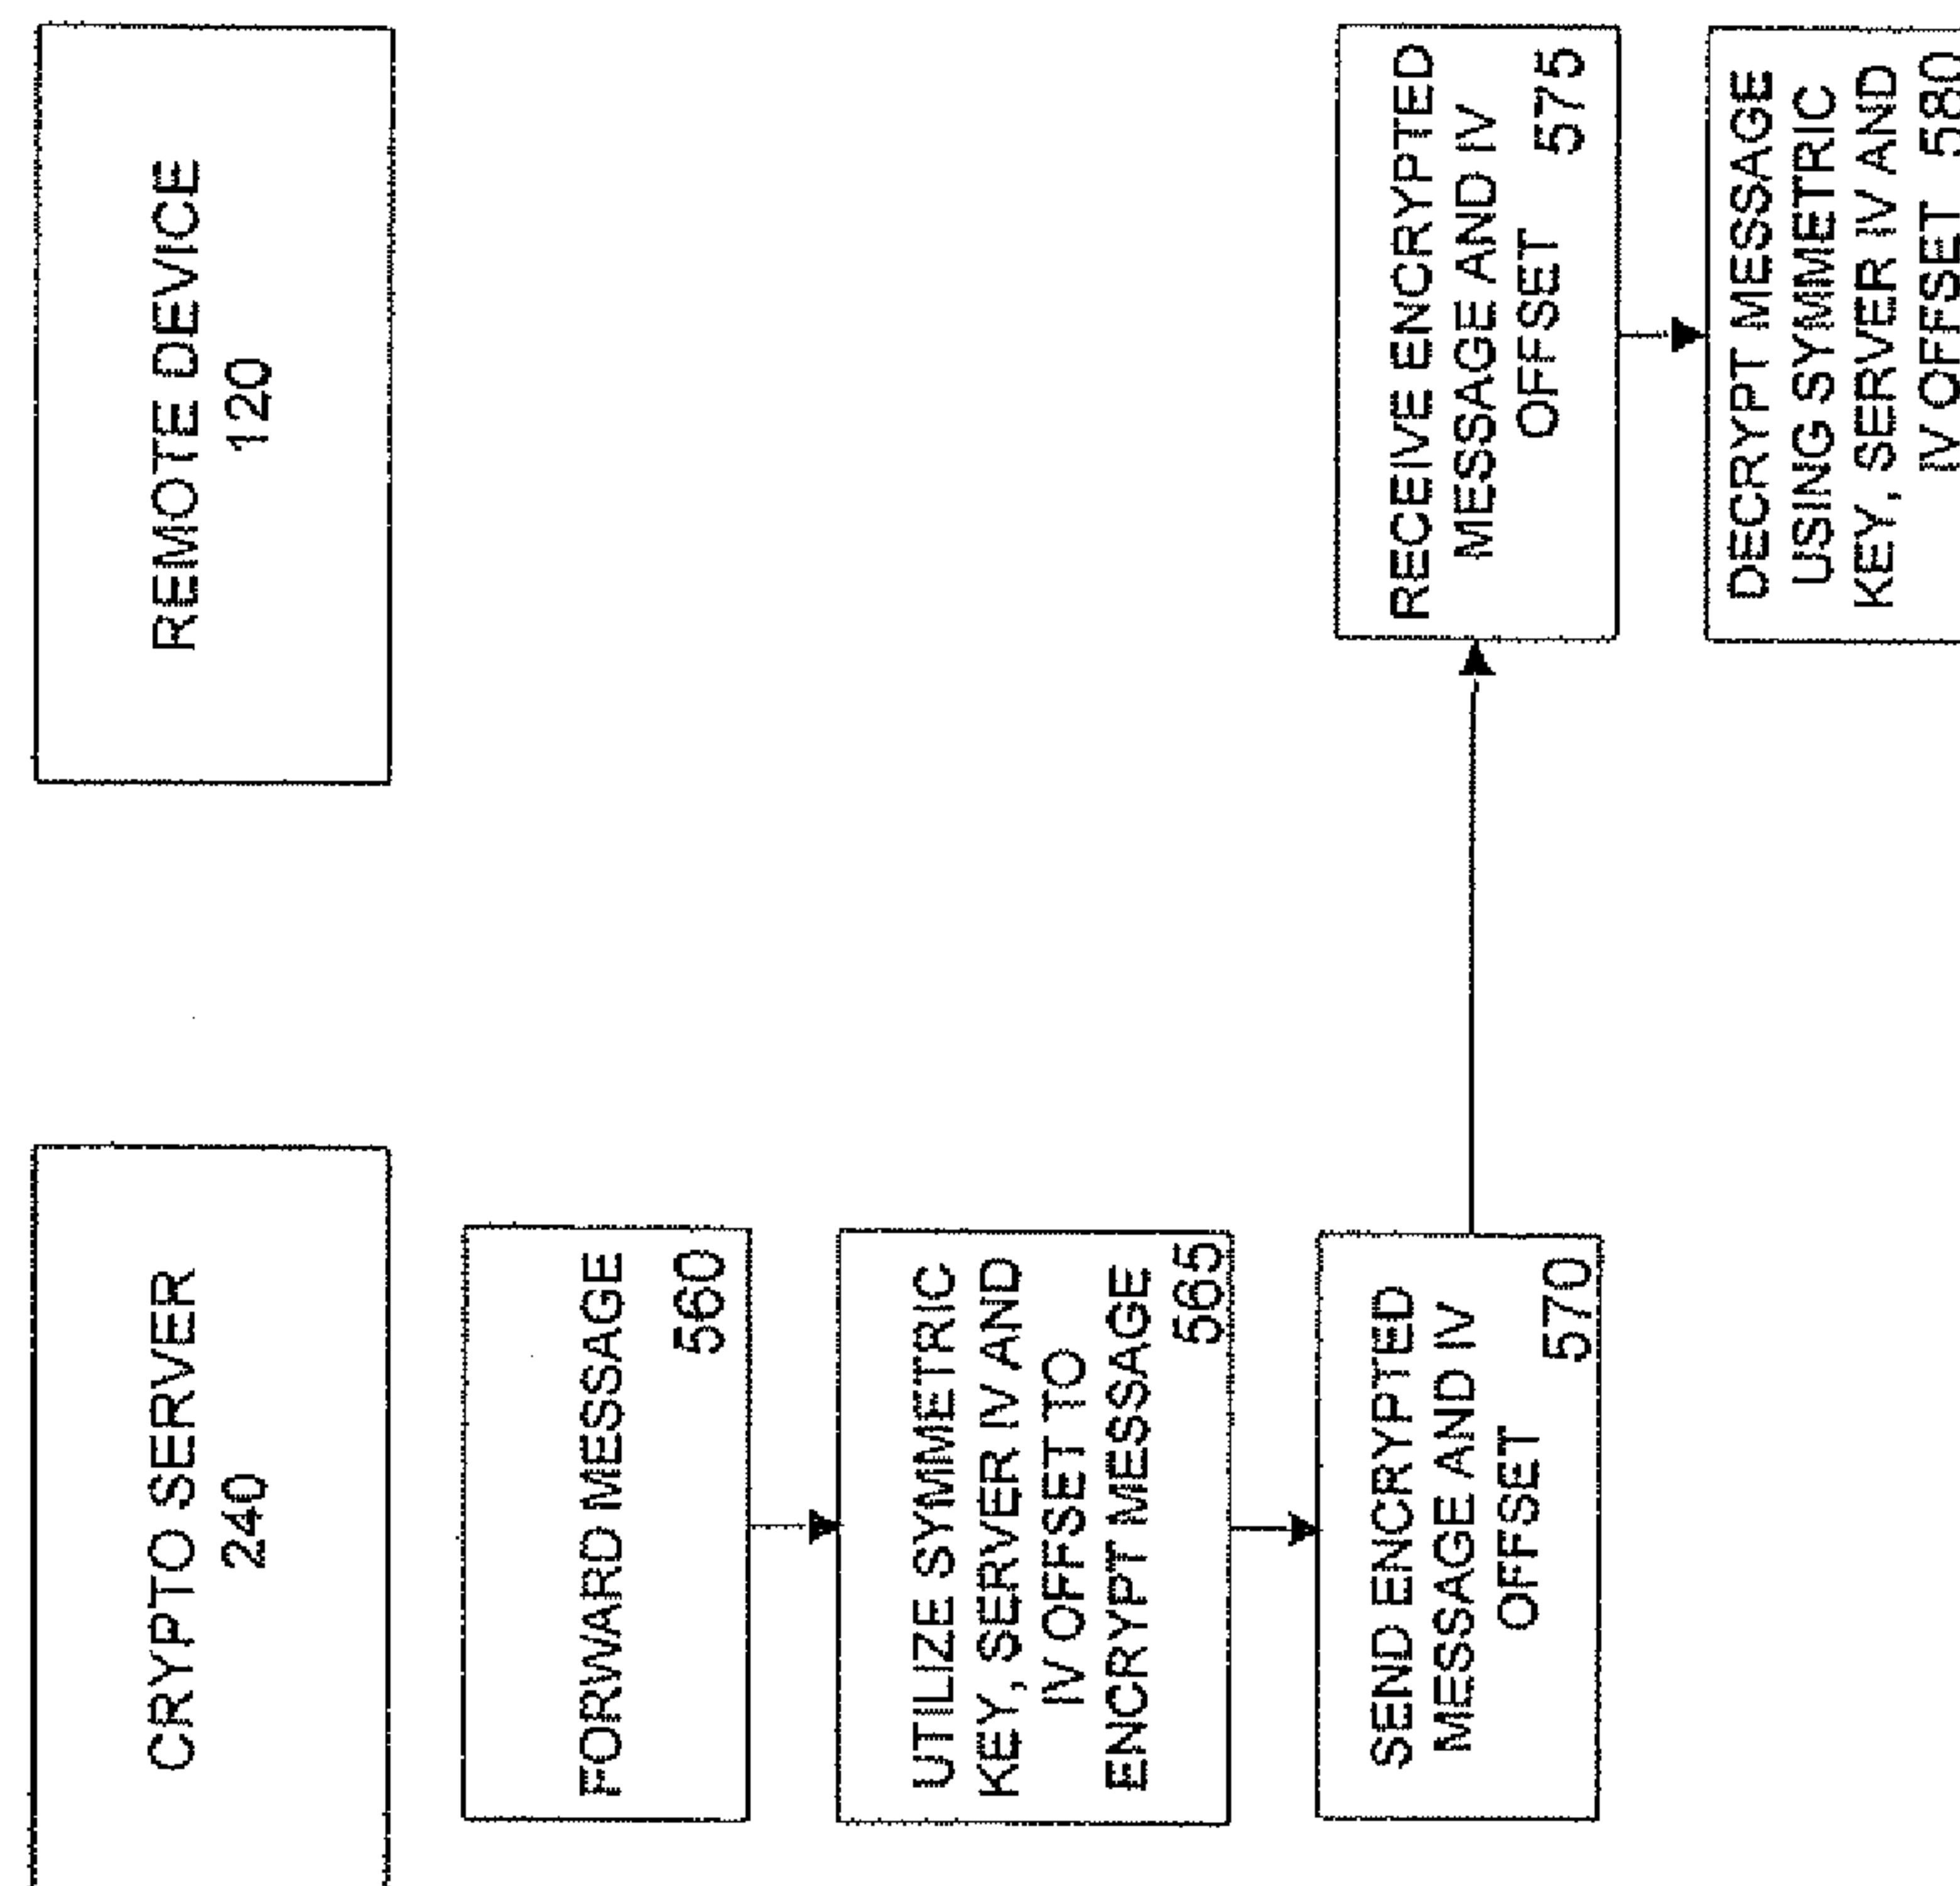 CRYPTO SERVER
240
REMOTE DEVICE
120
FORWARD MESSAGE
560
UTILIZE SYMMETRIC
KEY, SERVER IV AND
IV OFFSET TO
ENCRYPT MESSAGE
565
SEND ENCRYPTED
MESSAGE AND IV
OFFSET
570
RECEIVE ENCRYPTED
MESSAGE AND IV
OFFSET 575
DECRYPT MESSAGE
USING SYMMETRIC
KEY, SERVER IV AND
IV OFFSET 580